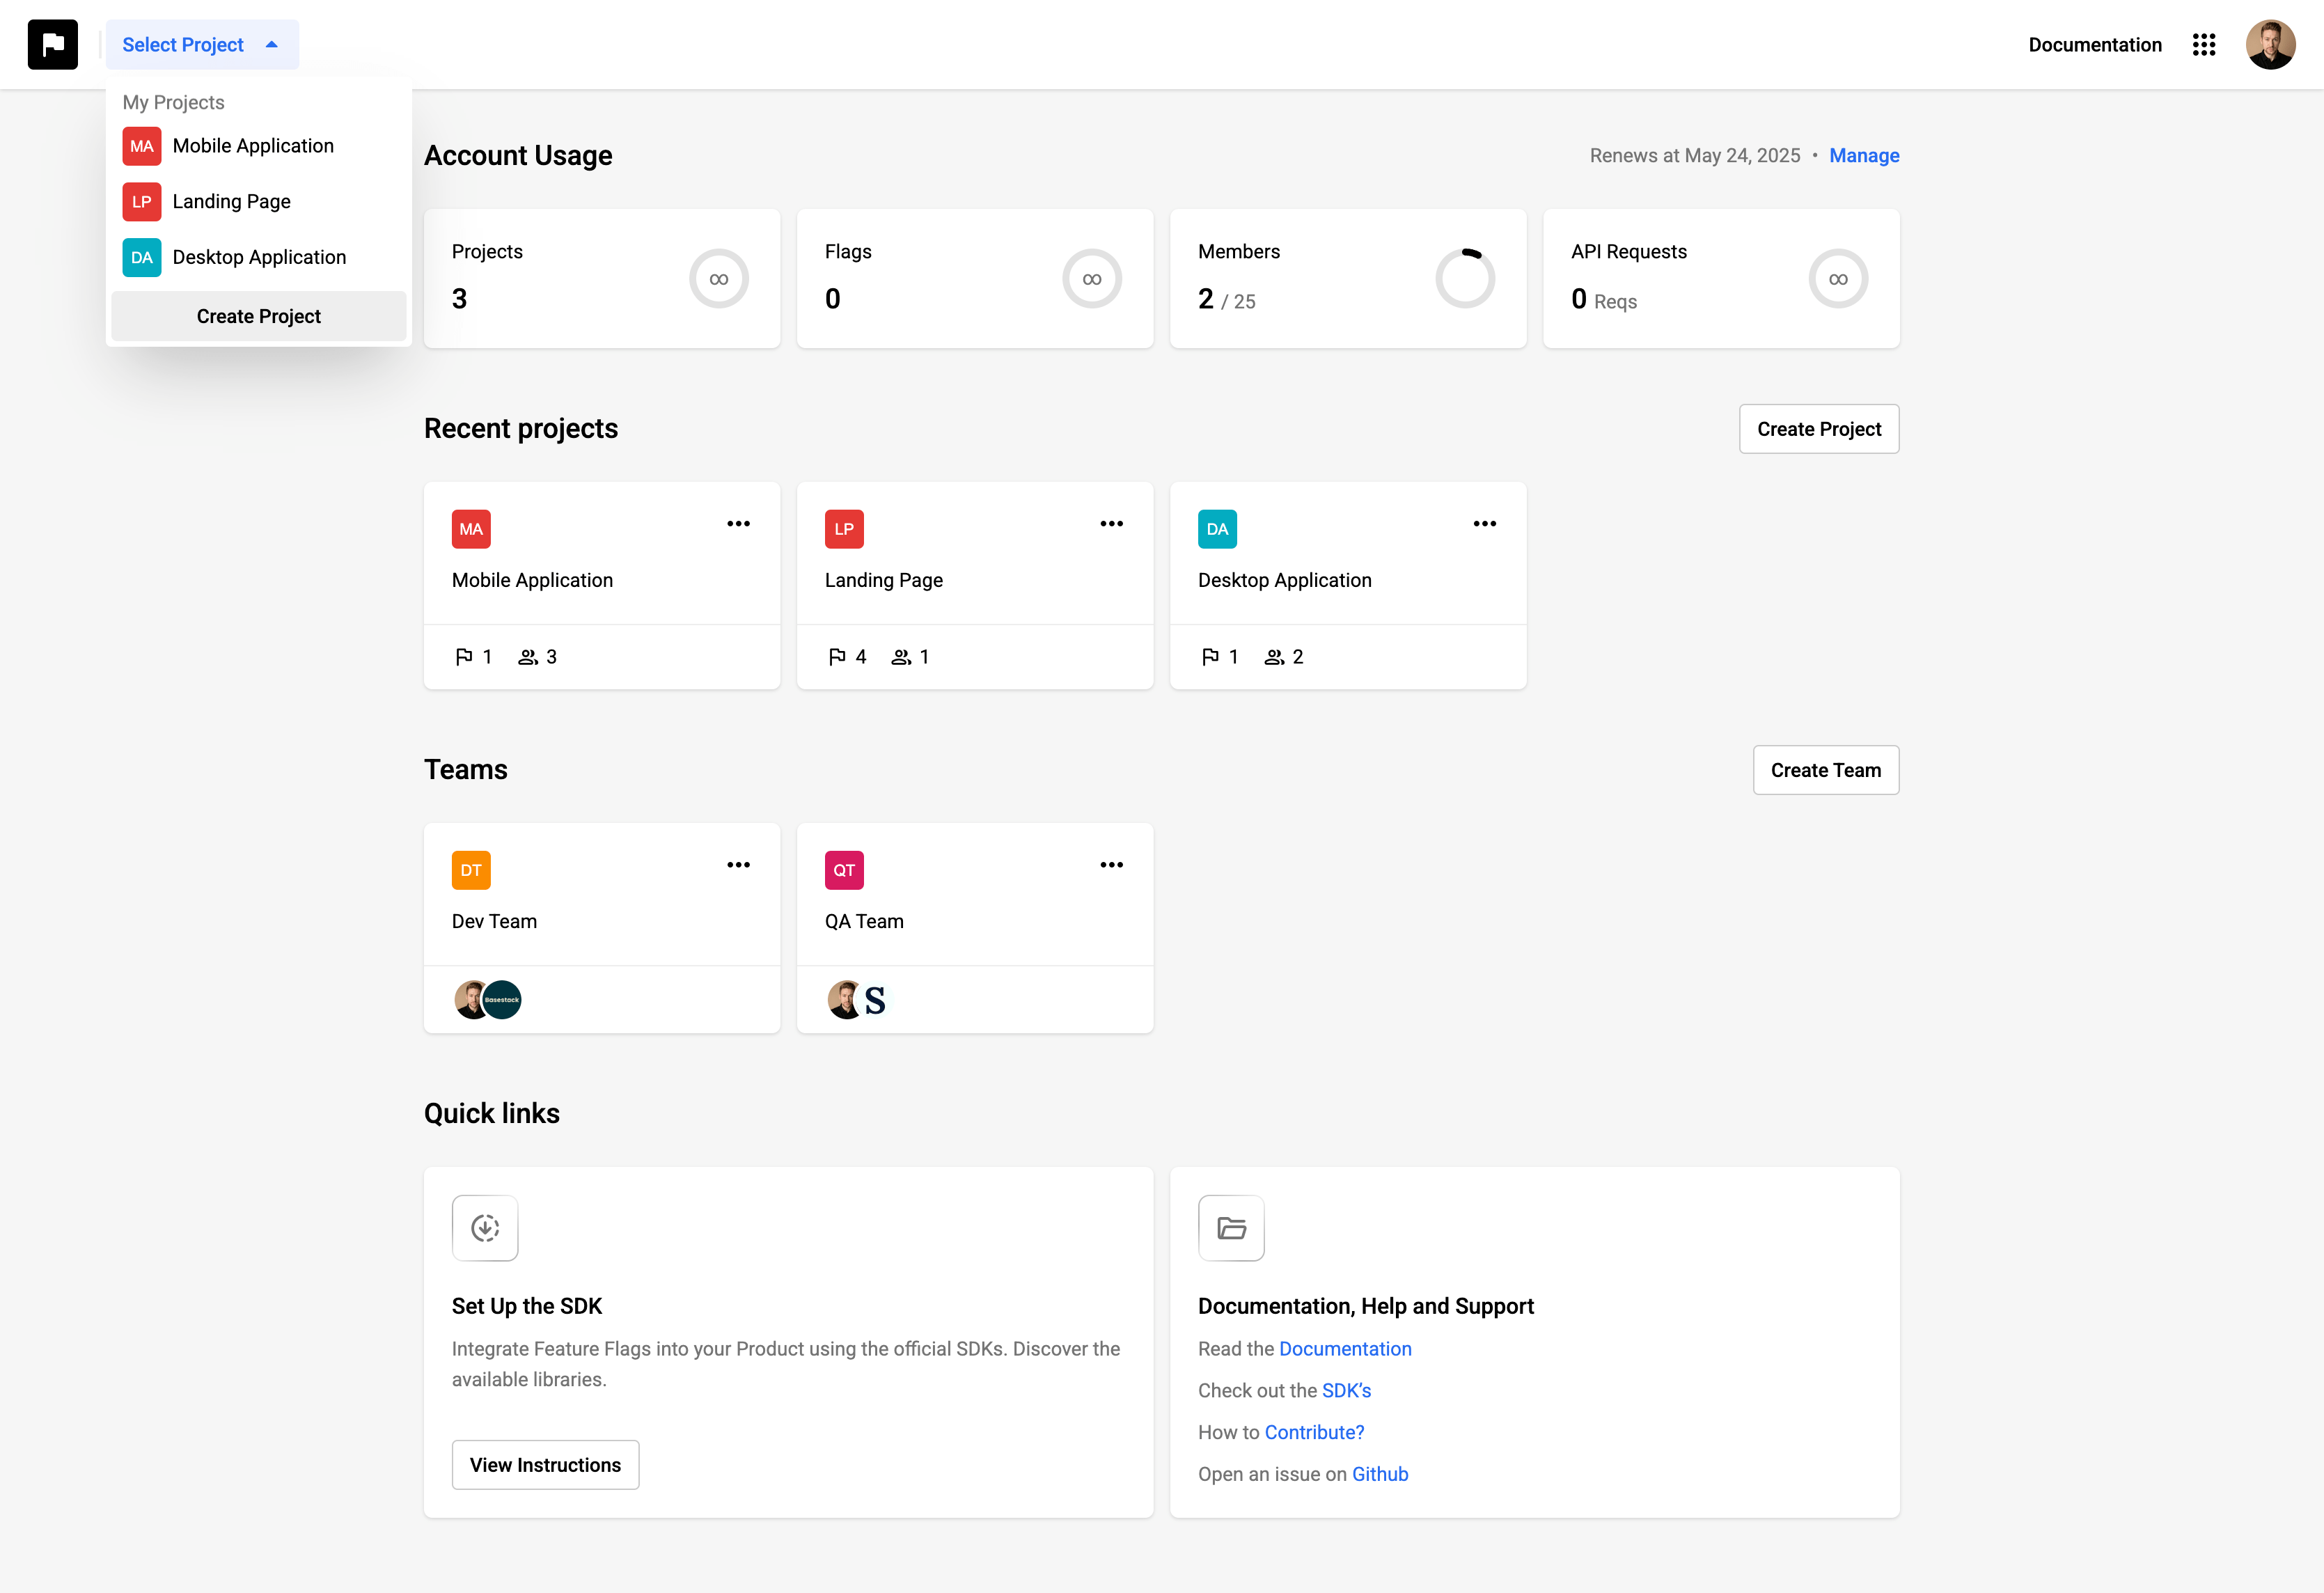 Select Project
Documentation
My Projects
MA Mobile Application
LP Landing Page
DA Desktop Application
Create Project
Account Usage
Renews at May 24, 2025 • Manage
Projects
3
∞
Flags
0
∞
Members
2 / 25
API Requests
0 Reqs
∞
Recent projects
Create Project
MA
Mobile Application
1 3
LP
Landing Page
4 1
DA
Desktop Application
1 2
Teams
Create Team
DT
Dev Team
Basestack
QT
QA Team
S
Quick links
Set Up the SDK
Integrate Feature Flags into your Product using the official SDKs. Discover the
available libraries.
View Instructions
Documentation, Help and Support
Read the Documentation
Check out the SDK’s
How to Contribute?
Open an issue on Github